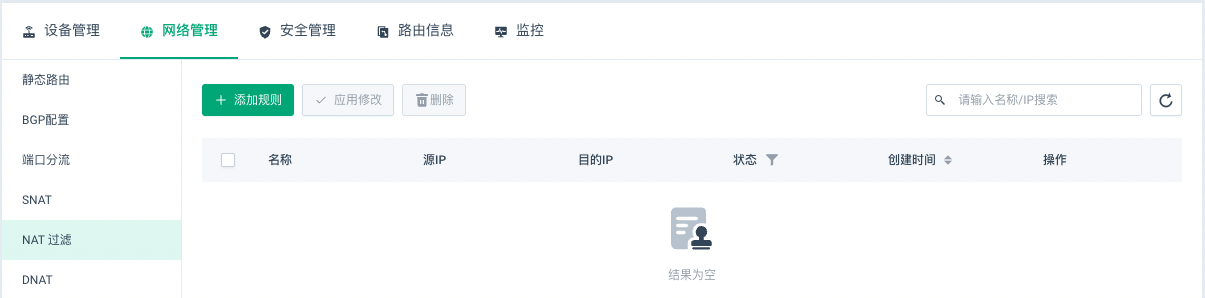 设备管理 网络管理 安全管理 路由信息 监控
静态路由
BGP配置
端口分流
SNAT
NAT 过滤
DNAT
添加规则 应用修改 删除 请输入名称/IP搜索
名称 源IP 目的IP 状态 创建时间 操作
结果为空